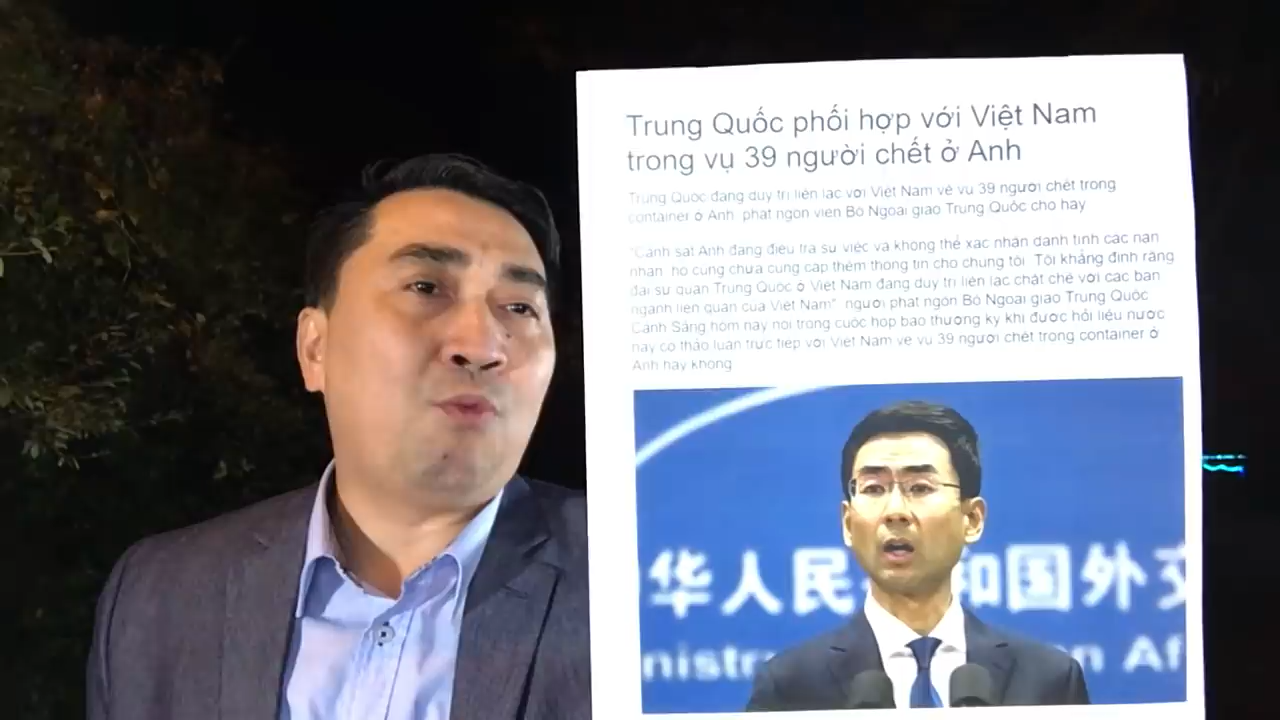 Trung Quốc phối hợp với Việt Nam
trong vụ 39 người chết ở Anh
Trung Quốc đang duy trì liên lạc với Việt Nam về vụ 39 người chết trong
container ở Anh phát ngôn viên Bộ Ngoại giao Trung Quốc cho hay
"Cảnh sát Anh đang điều tra sự việc và không thể xác nhận danh tính các nạn
nhân họ cũng chưa cung cấp thêm thông tin cho chúng tôi Tôi khẳng định rằng
đại sứ quán Trung Quốc ở Việt Nam đang duy trì liên lạc chặt chẽ với các ban
ngành liên quan của Việt Nam" người phát ngôn Bộ Ngoại giao Trung Quốc
Cảnh Sảng hôm nay nói trong cuộc họp báo thường kỳ khi được hỏi liệu nước
này có thảo luận trực tiếp với Việt Nam về vụ 39 người chết trong container ở
Anh hay không
华人民 和国外交
nistr n Af